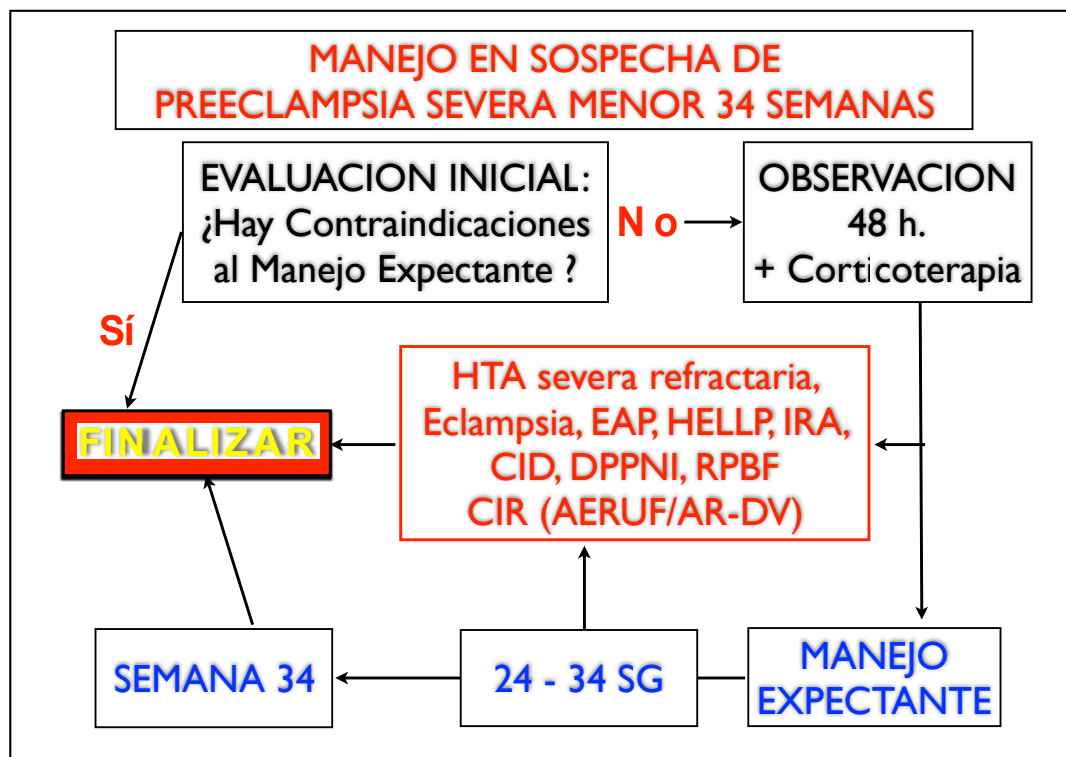 MANEJO EN SOSPECHA DE
PREECLAMPSIA SEVERA MENOR 34 SEMANAS
EVALUACION INICIAL:
¿Hay Contraindicaciones
al Manejo Expectante ?
No
OBSERVACION
48 h.
+ Corticoterapia
Sí
HTA severa refractaria,
Eclampsia, EAP, HELLP, IRA,
CID, DPPNI, RPBF
CIR (AERUF/AR-DV)
FINALIZAR
SEMANA 34
24 - 34 SG
MANEJO
EXPECTANTE